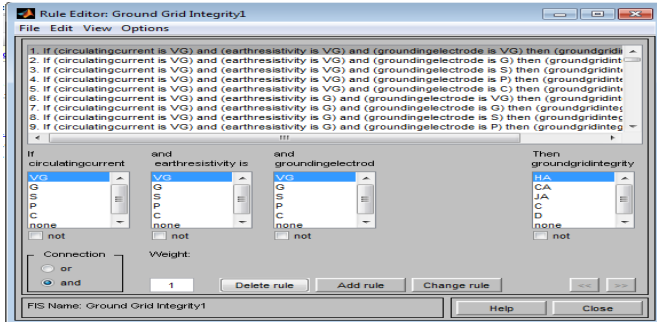 Rule Editor: Ground Grid Integrity1
File Edit View Options
1. If (circulatingcurrent is VG) and (earthresistivity is VG) and (groundingelectrode is VG) then (groundgridi
2. If (circulatingcurrent is VG) and (earthresistivity is VG) and (groundingelectrode is G) then (groundgridint
3. If (circulatingcurrent is VG) and (earthresistivity is VG) and (groundingelectrode is S) then (groundgridint
4. If (circulatingcurrent is VG) and (earthresistivity is VG) and (groundingelectrode is P) then (groundgridint
5. If (circulatingcurrent is VG) and (earthresistivity is VG) and (groundingelectrode is C) then (groundgridint
6. If (circulatingcurrent is VG) and (earthresistivity is G) and (groundingelectrode is VG) then (groundgridint
7. If (circulatingcurrent is VG) and (earthresistivity is G) and (groundingelectrode is G) then (groundgridint
8. If (circulatingcurrent is VG) and (earthresistivity is G) and (groundingelectrode is S) then (groundgridinteg
9. If (circulatingcurrent is VG) and (earthresistivity is G) and (groundingelectrode is P) then (groundgridinteg
If and and Then
circulatingcurrent earthresistivity is groundingelectrod groundgridintegrity
VG VG VG HA
G G G CA
S S S JA
P P P C
C C C D
none none none none
not not not not
Connection Weight:
or
and 1 Delete rule Add rule Change rule << >>
FIS Name: Ground Grid Integrity1 Help Close